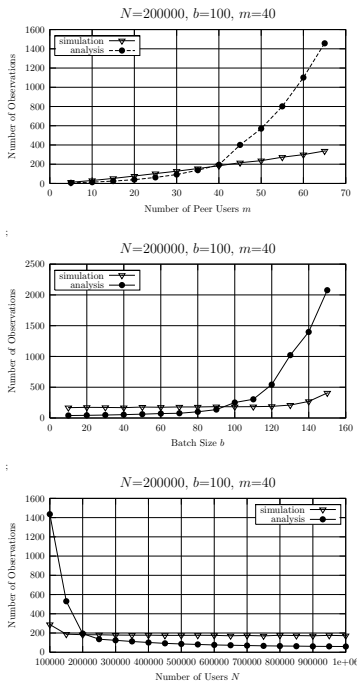 N=200000, b=100, m=40
simulation
analysis
Number of Observations
1600
1400
1200
1000
800
600
400
200
0
0 10 20 30 40 50 60 70
Number of Peer Users m
;
N=200000, b=100, m=40
simulation
analysis
Number of Observations
2500
2000
1500
1000
500
0
0 20 40 60 80 100 120 140 160
Batch Size b
;
N=200000, b=100, m=40
simulation
analysis
Number of Observations
1600
1400
1200
1000
800
600
400
200
0
100000 200000 300000 400000 500000 600000 700000 800000 900000 1e+06
Number of Users N